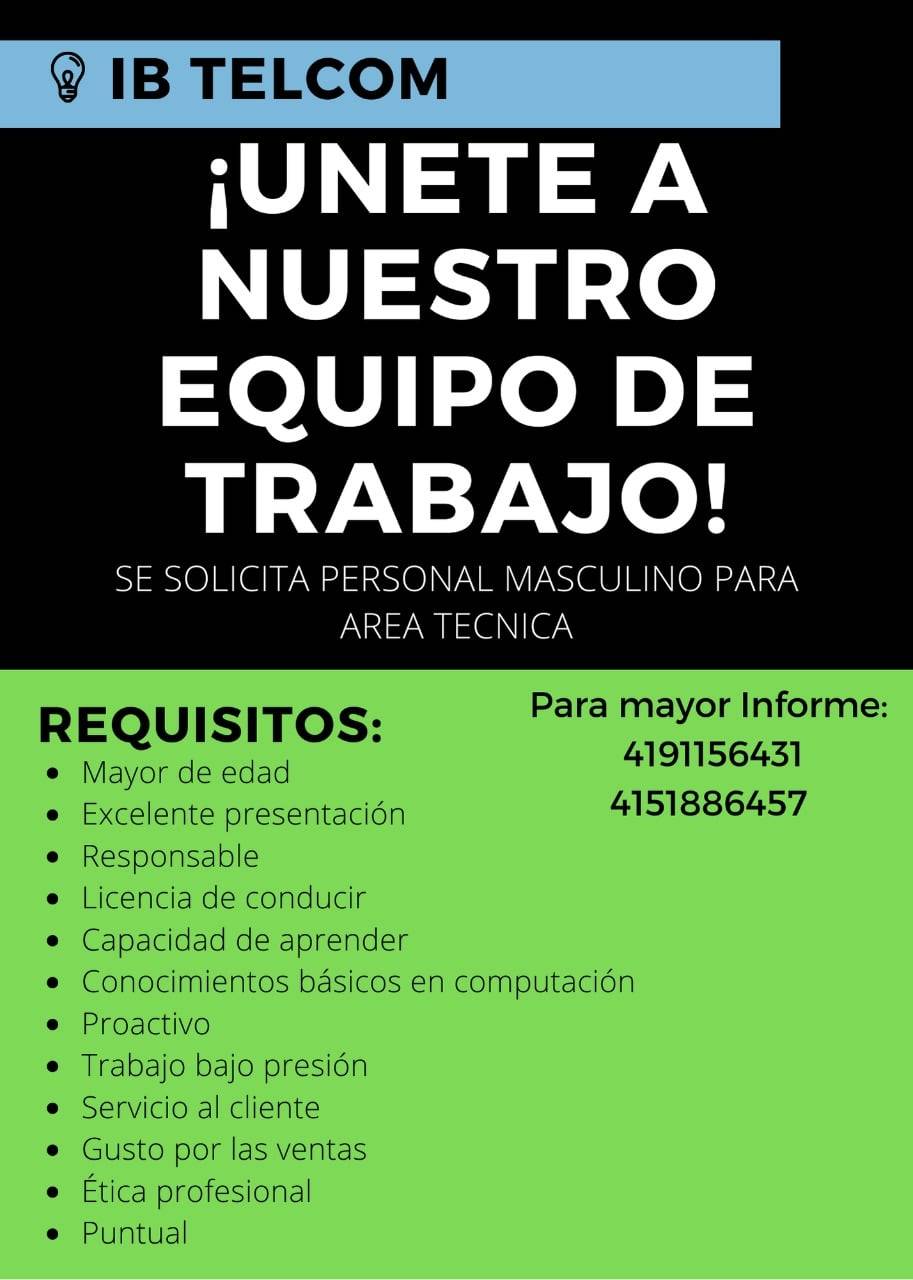 IB TELCOM
¡UNETE A
NUESTRO
EQUIPO DE
TRABAJO!
SE SOLICITA PERSONAL MASCULINO PARA
AREA TECNICA
REQUISITOS:
Mayor de edad
Excelente presentación
Responsable
Licencia de conducir
Capacidad de aprender
Conocimientos básicos en computación
Proactivo
Trabajo bajo presión
Servicio al cliente
Gusto por las ventas
Ética profesional
Puntual
Para mayor Informe:
4191156431
4151886457